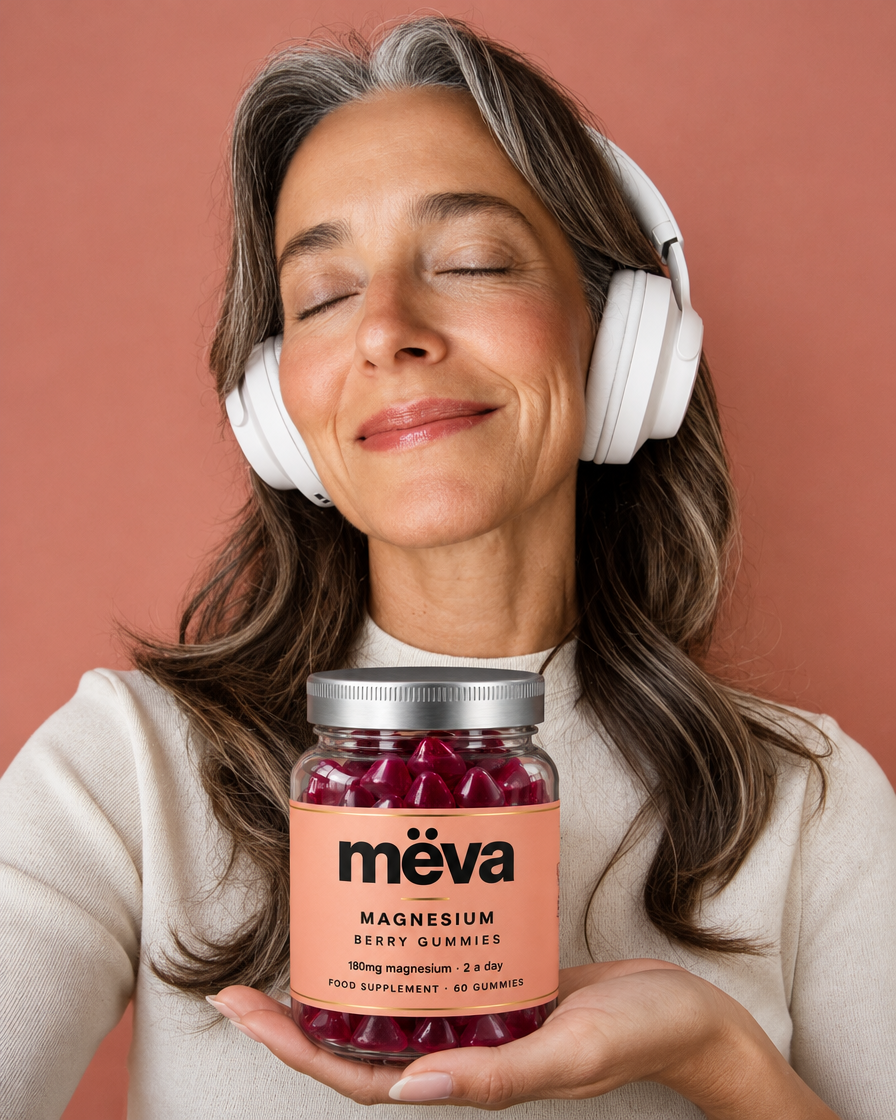 mëva
MAGNESIUM
BERRY GUMMIES
180mg magnesium · 2 a day
FOOD SUPPLEMENT · 60 GUMMIES